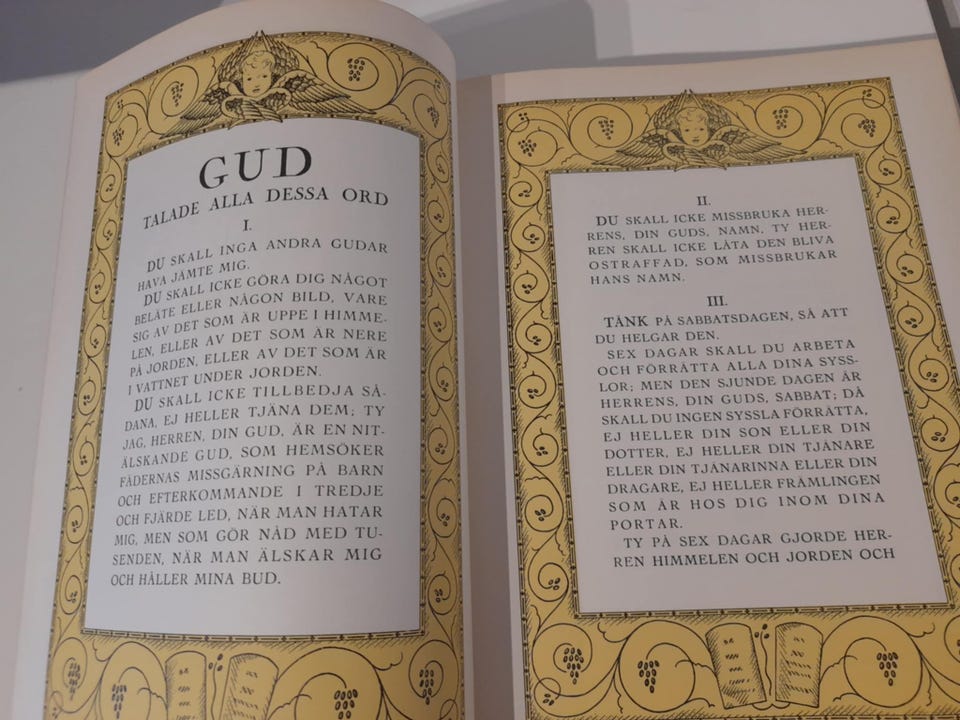 GUD
TALADE ALLA DESSA ORD
I.
DU SKALL INGA ANDRA GUDAR
HAVA JÄMTE MIG.
DU SKALL ICKE GÖRA DIG NÅGOT
BELÄTE ELLER NÅGON BILD, VARE
SIG AV DET SOM ÄR UPPE I HIMME-
LEN, ELLER AV DET SOM ÄR NERE
PÅ JORDEN, ELLER AV DET SOM ÄR
I VATTNET UNDER JORDEN.
DU SKALL ICKE TILLBEDJA SÅ-
DANA, EJ HELLER TJÄNA DEM; TY
JAG, HERREN, DIN GUD, ÄR EN NIT-
ÄLSKANDE GUD, SOM HEMSÖKER
FÄDERNAS MISSGÄRNING PÅ BARN
OCH EFTERKOMMANDE I TREDJE
OCH FJÄRDE LED, NÄR MAN HATAR
MIG, MEN SOM GÖR NÅD MED TU-
SENDEN, NÄR MAN ÄLSKAR MIG
OCH HÅLLER MINA BUD.
II.
DU SKALL ICKE MISSBRUKA HER-
RENS, DIN GUDS, NAMN, TY HER-
REN SKALL ICKE LÅTA DEN BLIVA
OSTRAFFAD, SOM MISSBRUKAR
HANS NAMN.
III.
TÄNK PÅ SABBATSDAGEN, SÅ ATT
DU HELGAR DEN.
SEX DAGAR SKALL DU ARBETA
OCH FÖRRÄTTA ALLA DINA SYSS-
LOR; MEN DEN SJUNDE DAGEN ÄR
HERRENS, DIN GUDS, SABBAT; DÅ
SKALL DU INGEN SYSSLA FÖRRÄTTA,
EJ HELLER DIN SON ELLER DIN
DOTTER, EJ HELLER DIN TJÄNARE
ELLER DIN TJÄNARINNA ELLER DIN
DRAGARE, EJ HELLER FRÄMLINGEN
SOM ÄR HOS DIG INOM DINA
PORTAR.
TY PÅ SEX DAGAR GJORDE HER-
REN HIMMELEN OCH JORDEN OCH